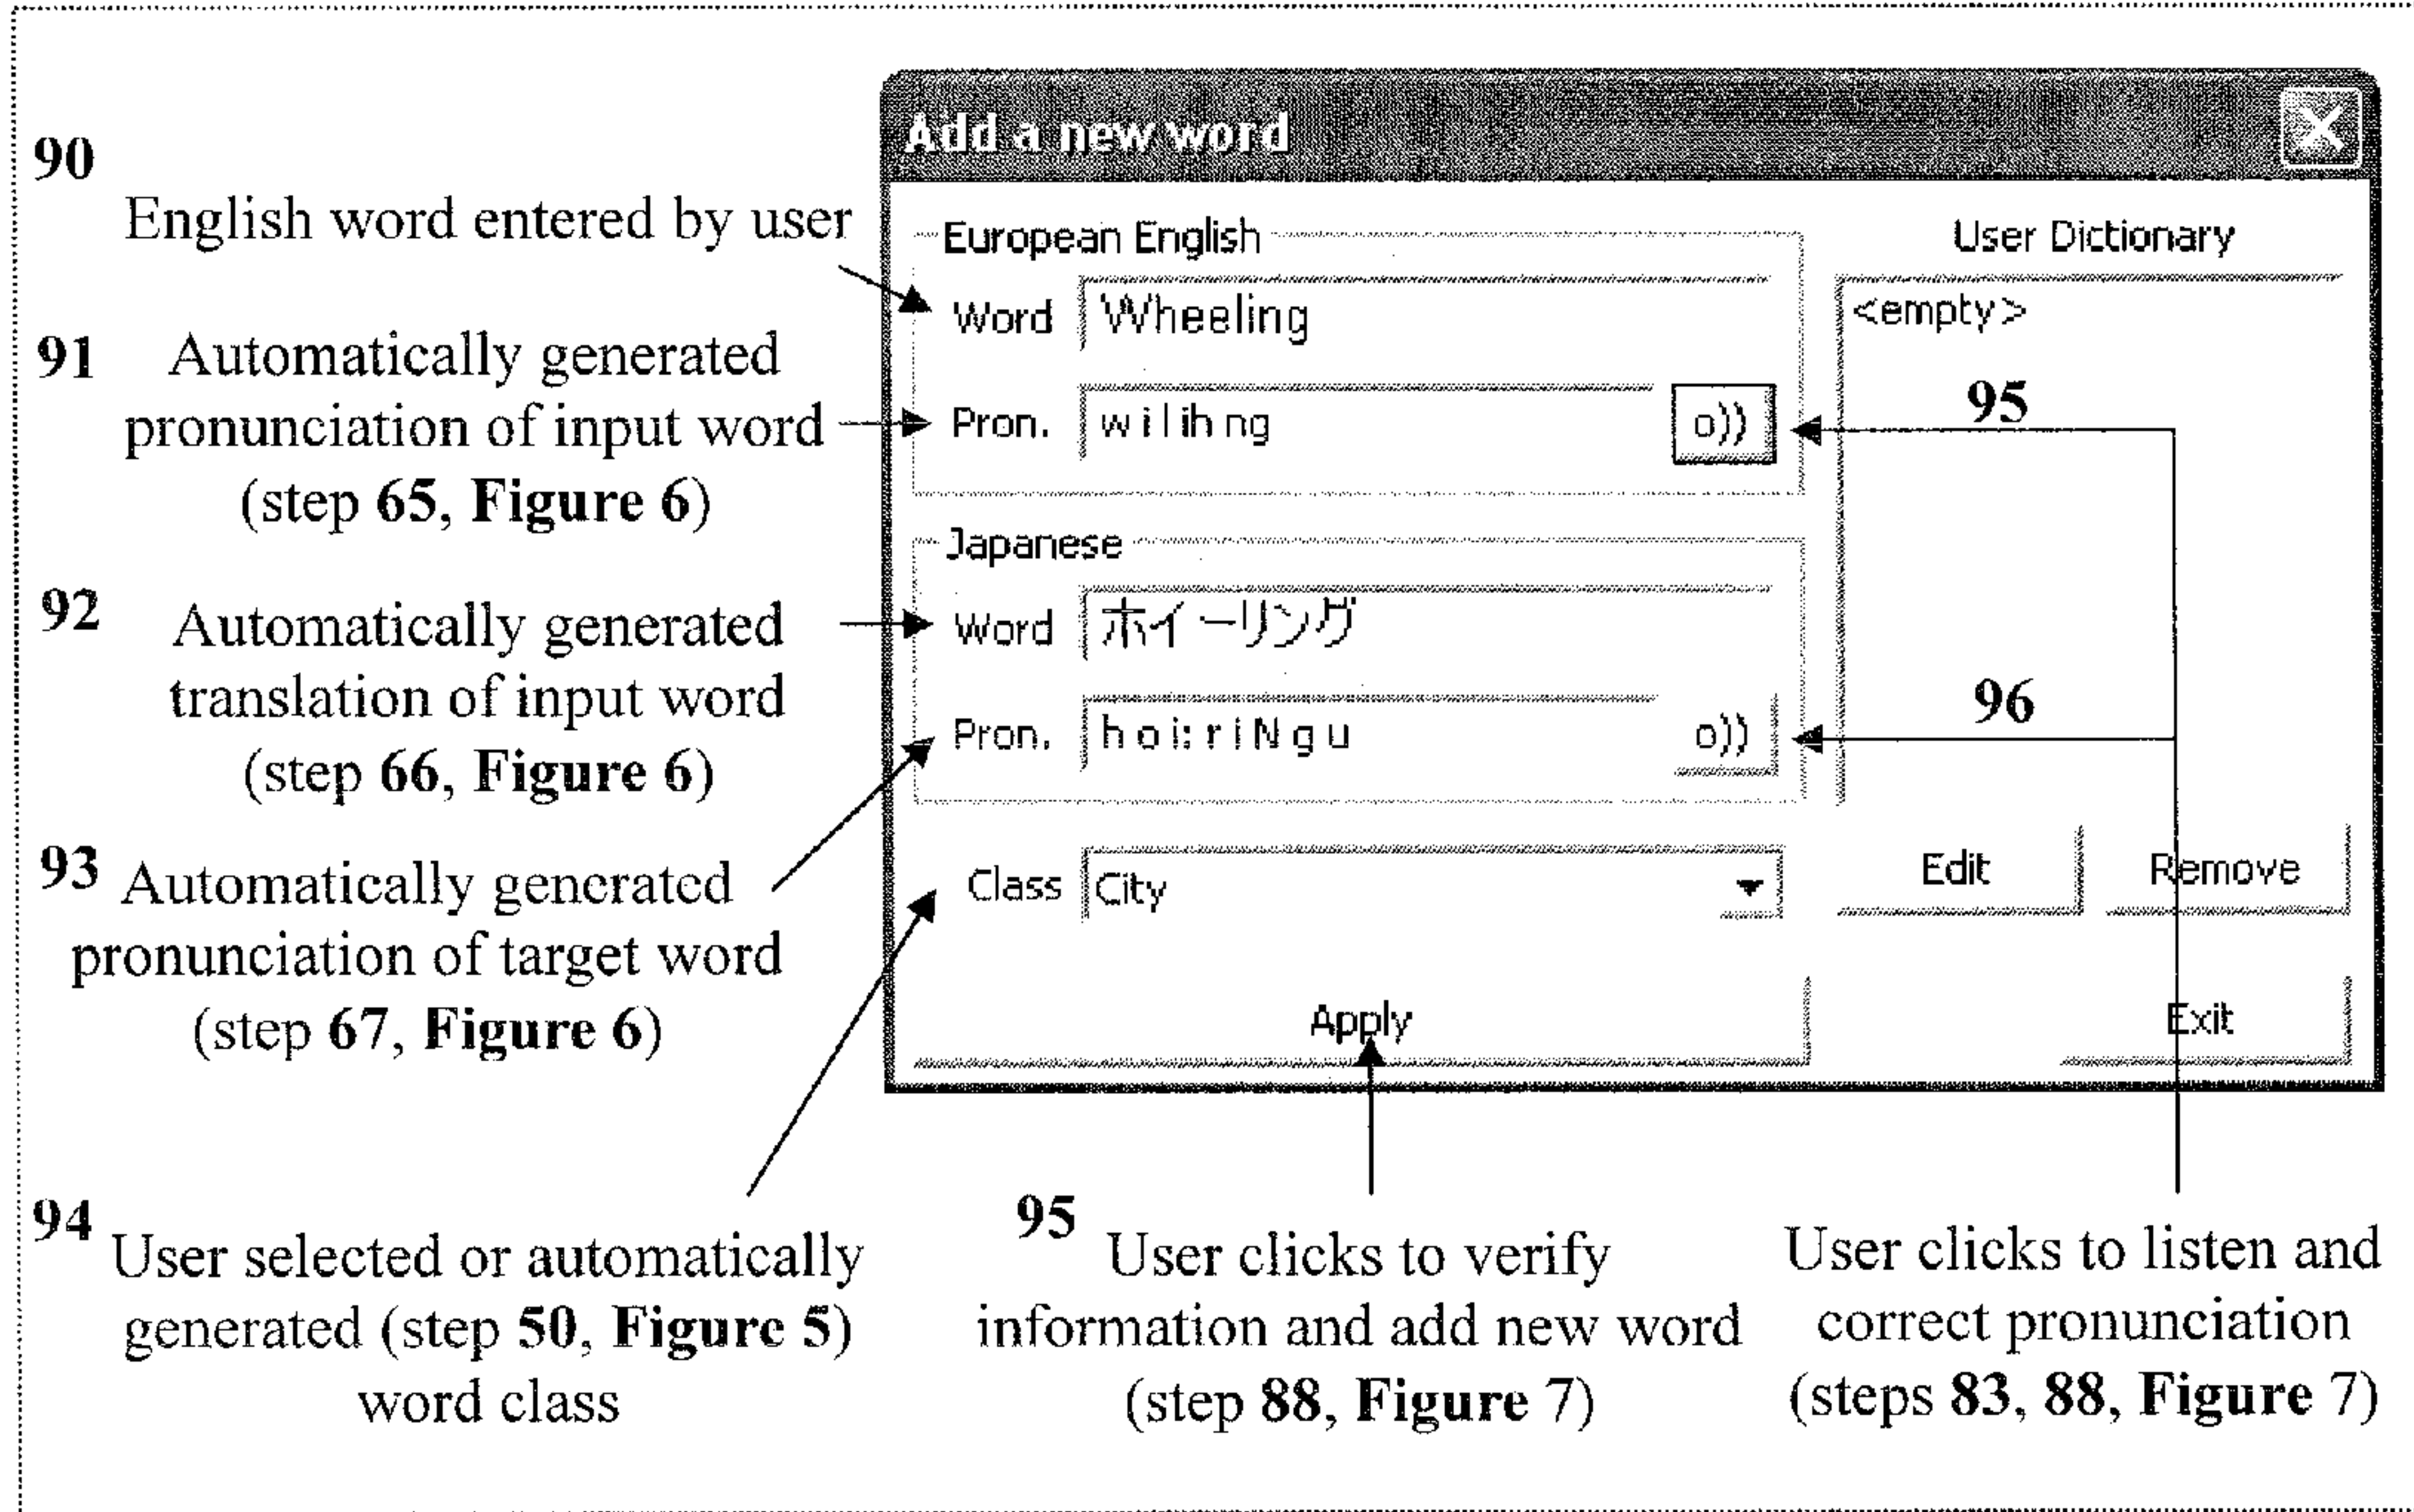 90
English word entered by user
91
Automatically generated
pronunciation of input word
(step 65, Figure 6)
92
Automatically generated
translation of input word
(step 66, Figure 6)
93
Automatically generated
pronunciation of target word
(step 67, Figure 6)
94
User selected or automatically
generated (step 50, Figure 5)
word class
Add a new word
European English
Word Wheeling
Pron. w i l ih ng o))
Japanese
Word ホイーリング
Pron. h o i: r i N g u o))
Class City
Apply
User Dictionary
<empty>
95
96
Edit Remove
Exit
95
User clicks to verify
information and add new word
(step 88, Figure 7)
User clicks to listen and
correct pronunciation
(steps 83, 88, Figure 7)